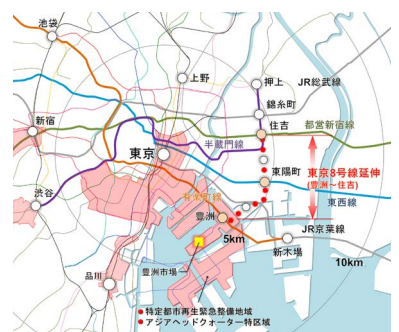 池袋
上野
押上
JR総武線
錦糸町
新宿
住吉
都営新宿線
半蔵門線
東京
東陽町
東京8号線延伸
(豊洲～住吉)
渋谷
有楽町線
東西線
豊洲
5km
JR京葉線
新木場
10km
品川
豊洲市場
●特定都市再生緊急整備地域
●アジアヘッドクォーター特区域